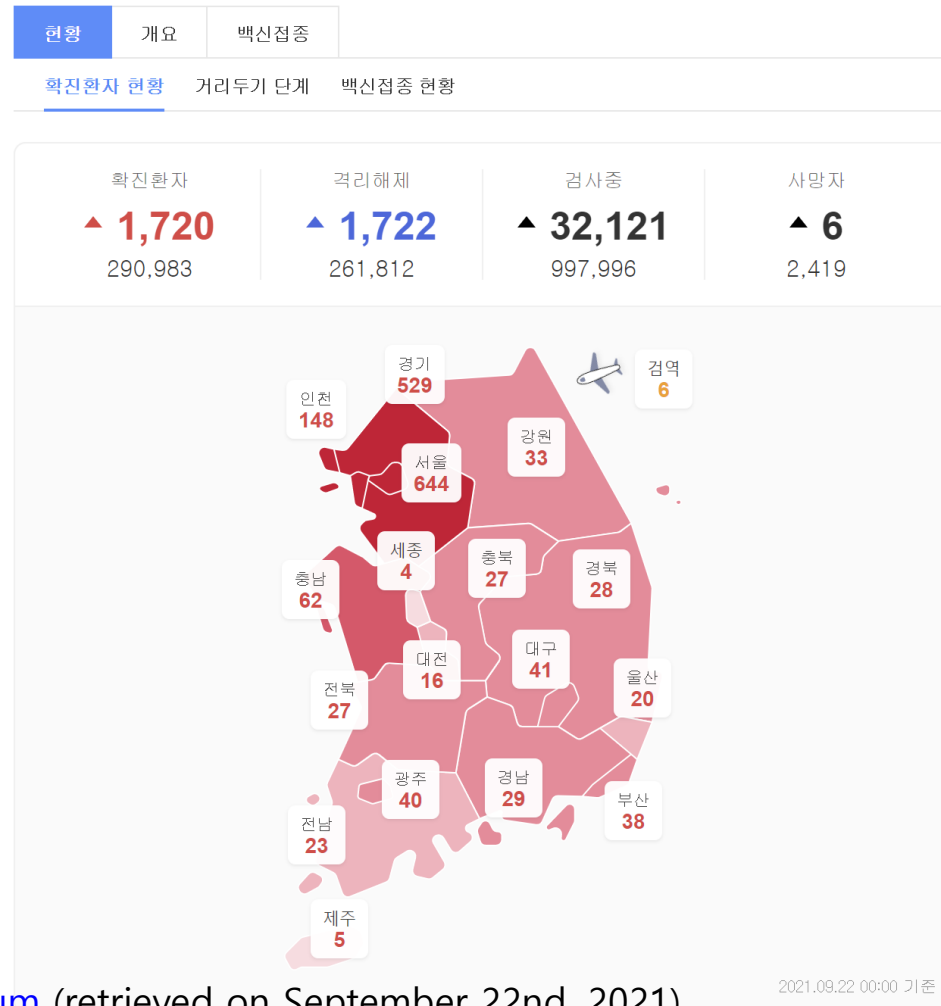 현황 개요 백신접종
확진환자 현황 거리두기 단계 백신접종 현황
확진환자 격리해제 검사중 사망자
▲ 1,720 ▲ 1,722 ▲ 32,121 ▲ 6
290,983 261,812 997,996 2,419
경기
529
검역
6
인천
148
강원
33
서울
644
세종
4
충북
27
경북
28
충남
62
대전
16
대구
41
울산
20
전북
27
광주
40
경남
29
부산
38
전남
23
제주
5
2021.09.22 00:00 기준
um (retrieved on September 22nd, 2021)